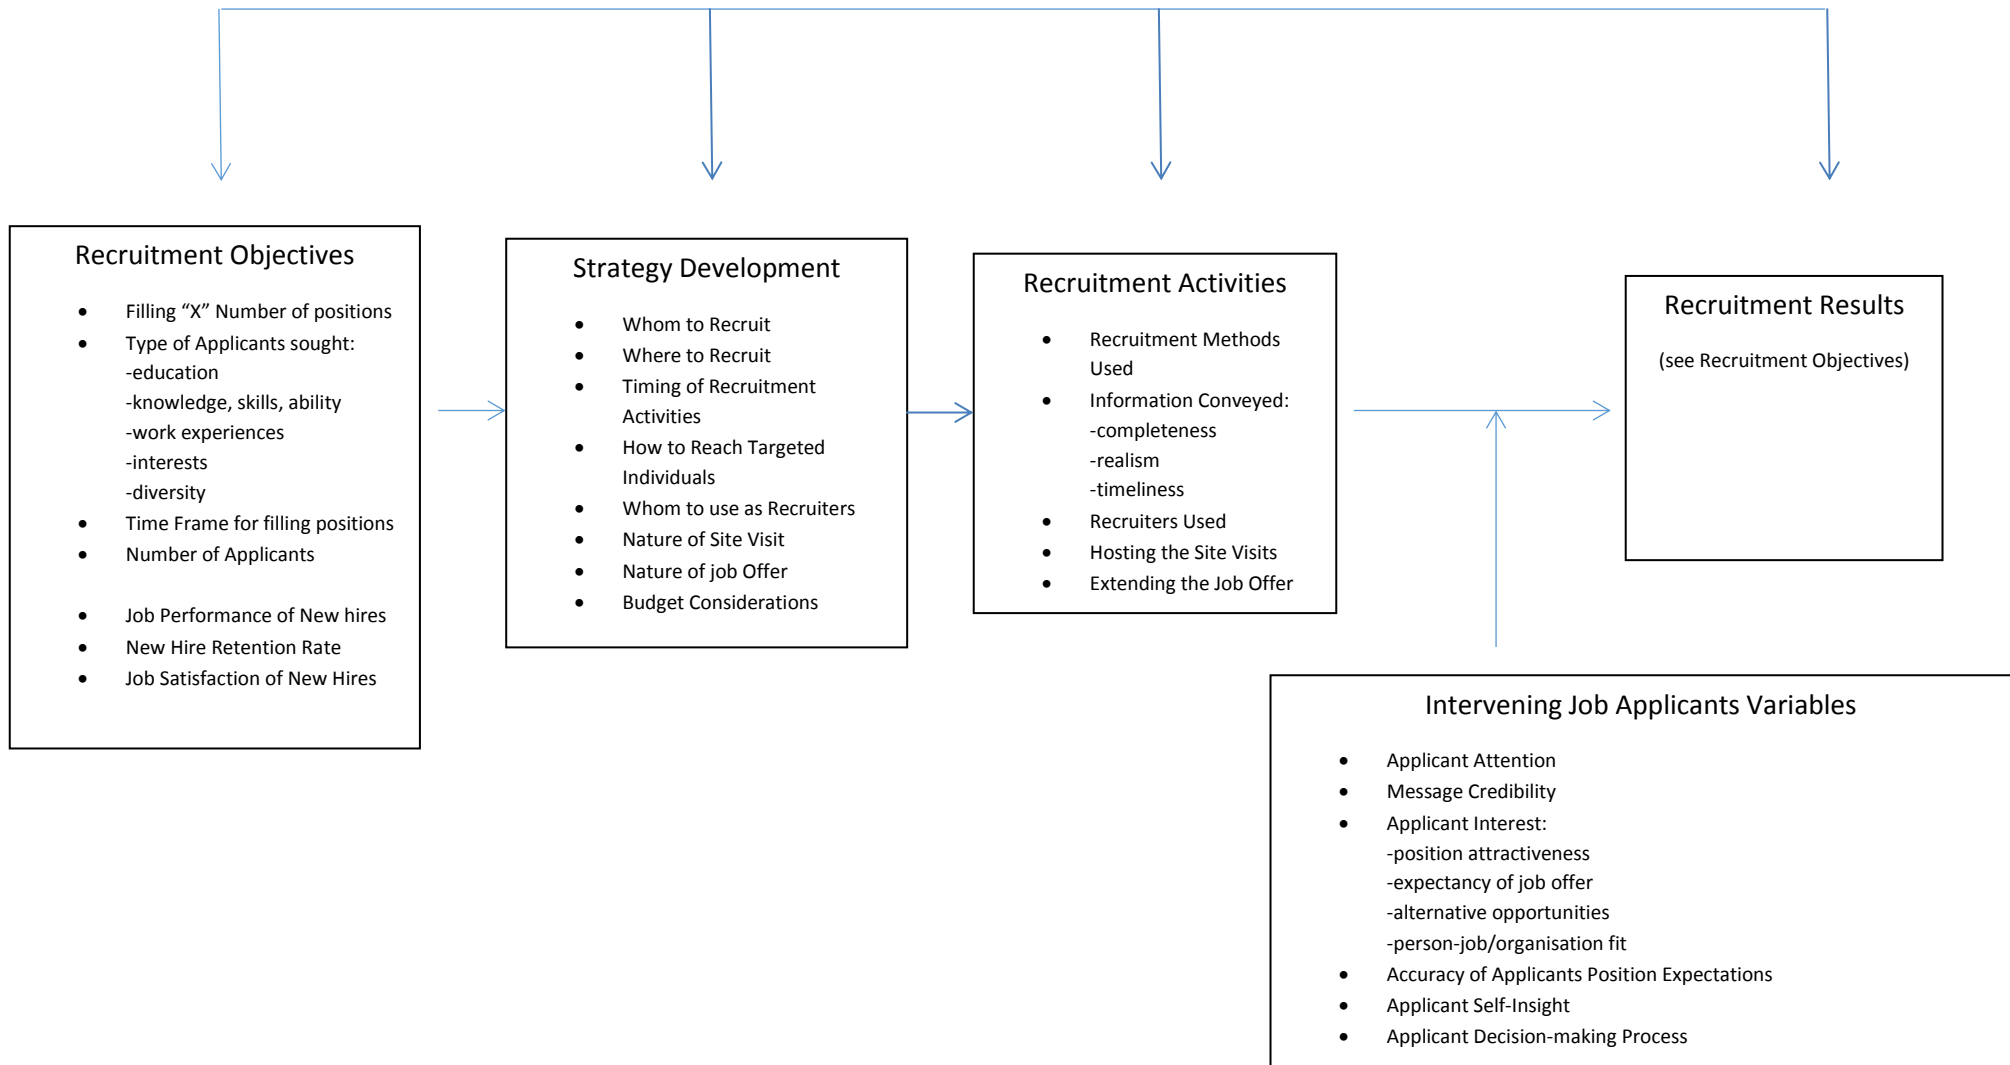 Recruitment Objectives
• Filling “X” Number of positions
• Type of Applicants sought:
-education
-knowledge, skills, ability
-work experiences
-interests
-diversity
• Time Frame for filling positions
• Number of Applicants
• Job Performance of New hires
• New Hire Retention Rate
• Job Satisfaction of New Hires
Strategy Development
• Whom to Recruit
• Where to Recruit
• Timing of Recruitment
Activities
• How to Reach Targeted
Individuals
• Whom to use as Recruiters
• Nature of Site Visit
• Nature of job Offer
• Budget Considerations
Recruitment Activities
• Recruitment Methods
Used
• Information Conveyed:
-completeness
-realism
-timeliness
• Recruiters Used
• Hosting the Site Visits
• Extending the Job Offer
Recruitment Results
(see Recruitment Objectives)
Intervening Job Applicants Variables
• Applicant Attention
• Message Credibility
• Applicant Interest:
-position attractiveness
-expectancy of job offer
-alternative opportunities
-person-job/organisation fit
• Accuracy of Applicants Position Expectations
• Applicant Self-Insight
• Applicant Decision-making Process